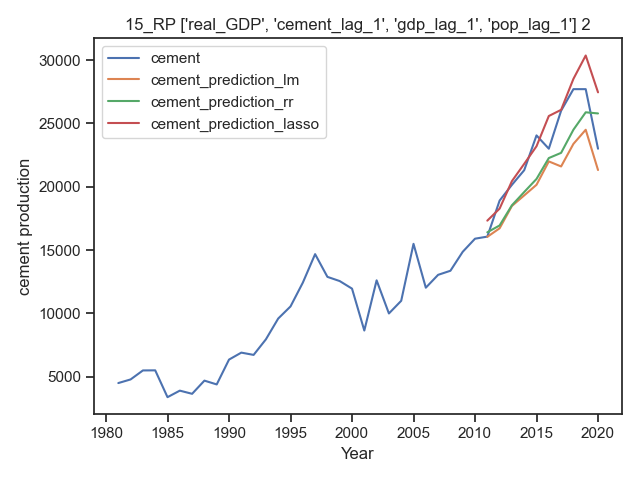 15_RP ['real_GDP', 'cement_lag_1', 'gdp_lag_1', 'pop_lag_1'] 2
cement
cement_prediction_lm
cement_prediction_rr
cement_prediction_lasso
cement production
30000
25000
20000
15000
10000
5000
1980 1985 1990 1995 2000 2005 2010 2015 2020
Year